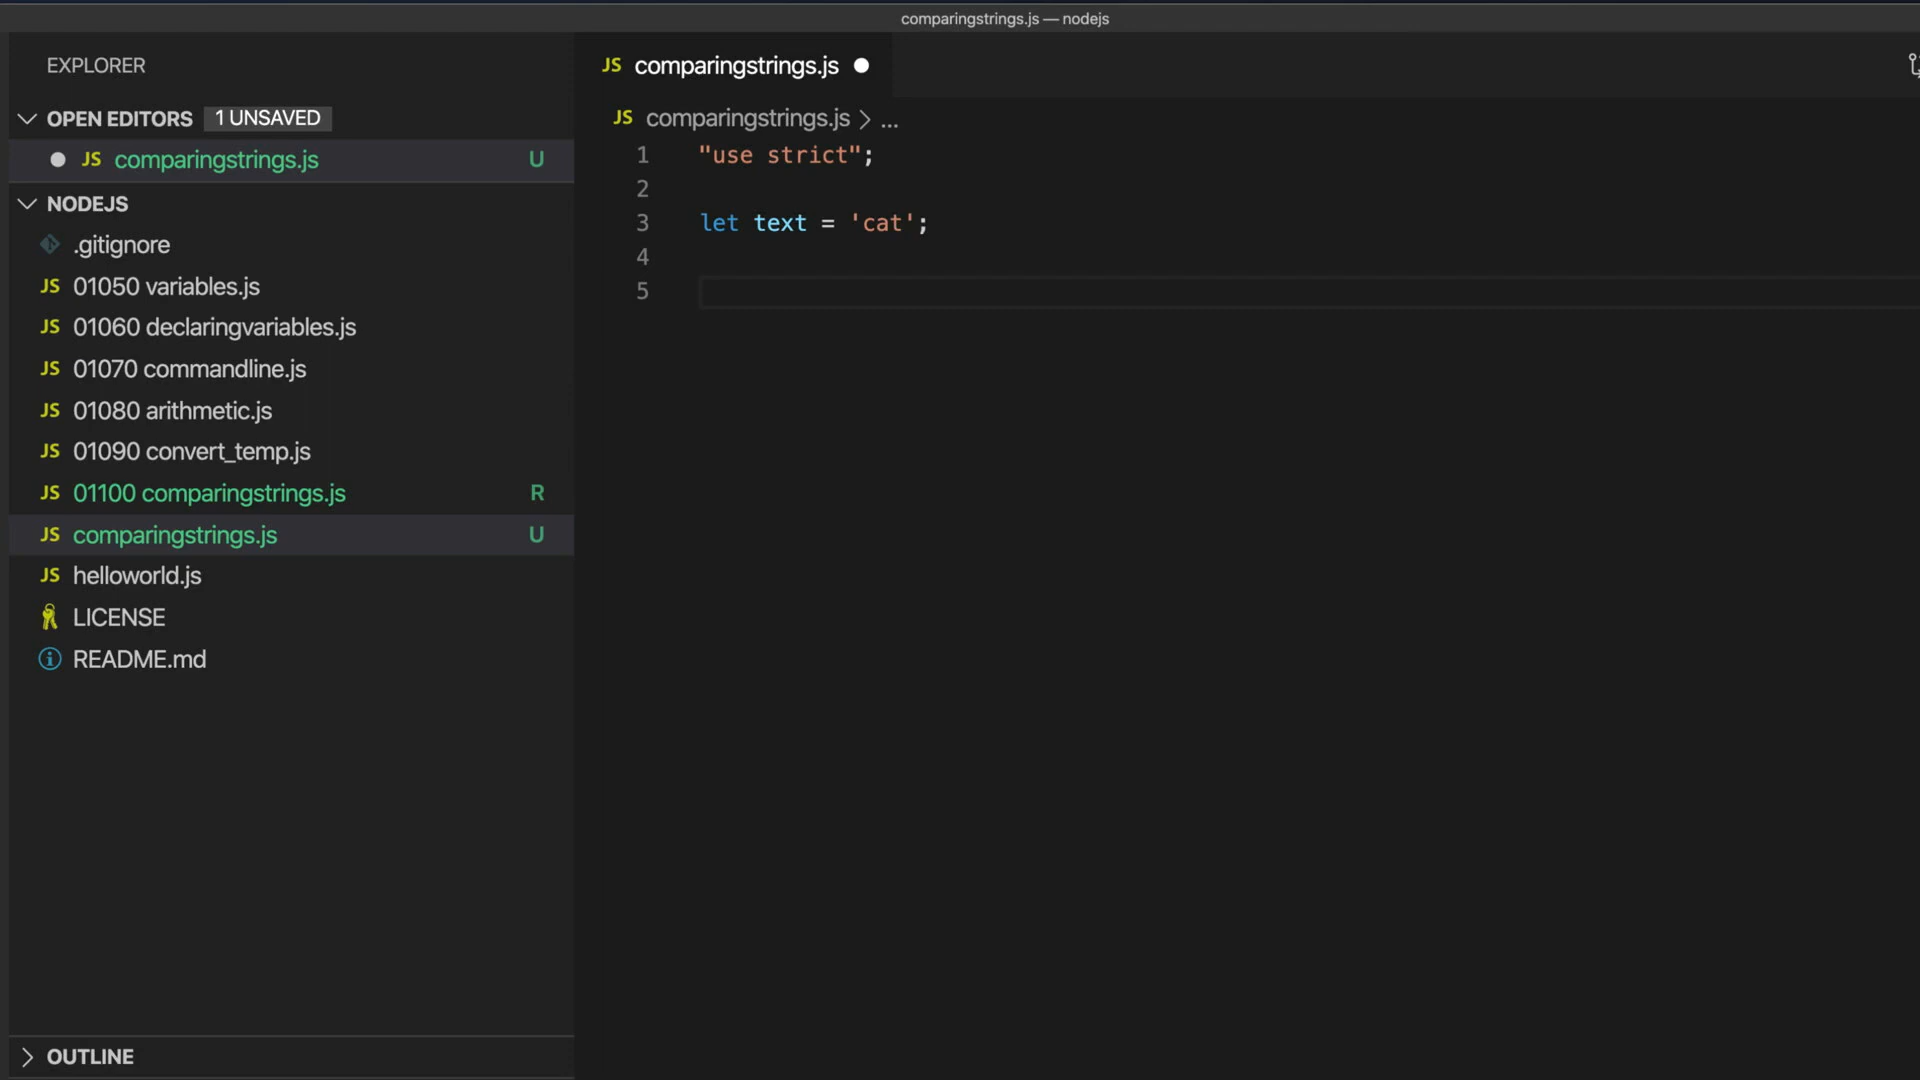 comparingstrings.js — nodejs
EXPLORER
OPEN EDITORS 1 UNSAVED
JS comparingstrings.js U
NODEJS
.gitignore
JS 01050 variables.js
JS 01060 declaringvariables.js
JS 01070 commandline.js
JS 01080 arithmetic.js
JS 01090 convert_temp.js
JS 01100 comparingstrings.js R
JS comparingstrings.js U
JS helloworld.js
LICENSE
README.md
OUTLINE
JS comparingstrings.js
JS comparingstrings.js > ...
1 "use strict";
2
3 let text = 'cat';
4
5